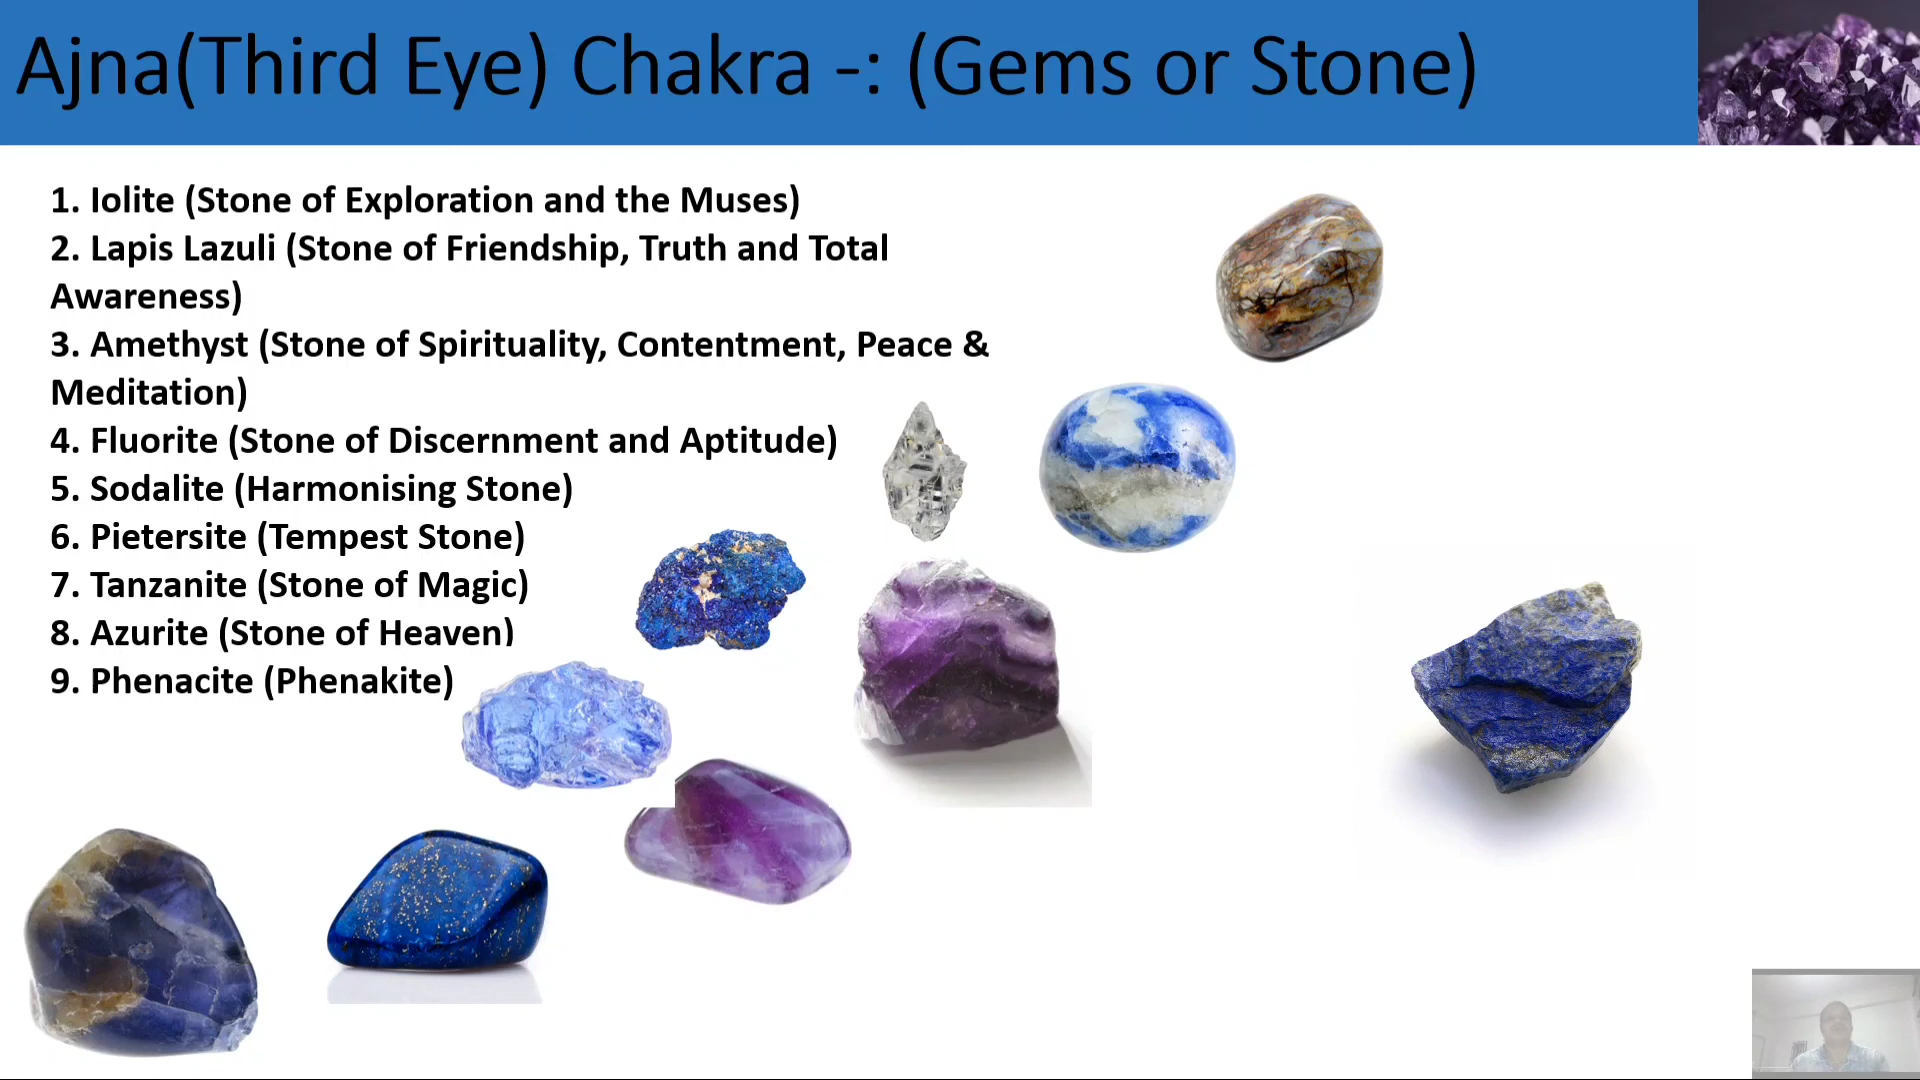 Ajna(Third Eye) Chakra -: (Gems or Stone)
1. Iolite (Stone of Exploration and the Muses)
2. Lapis Lazuli (Stone of Friendship, Truth and Total
Awareness)
3. Amethyst (Stone of Spirituality, Contentment, Peace &
Meditation)
4. Fluorite (Stone of Discernment and Aptitude)
5. Sodalite (Harmonising Stone)
6. Pietersite (Tempest Stone)
7. Tanzanite (Stone of Magic)
8. Azurite (Stone of Heaven)
9. Phenacite (Phenakite)